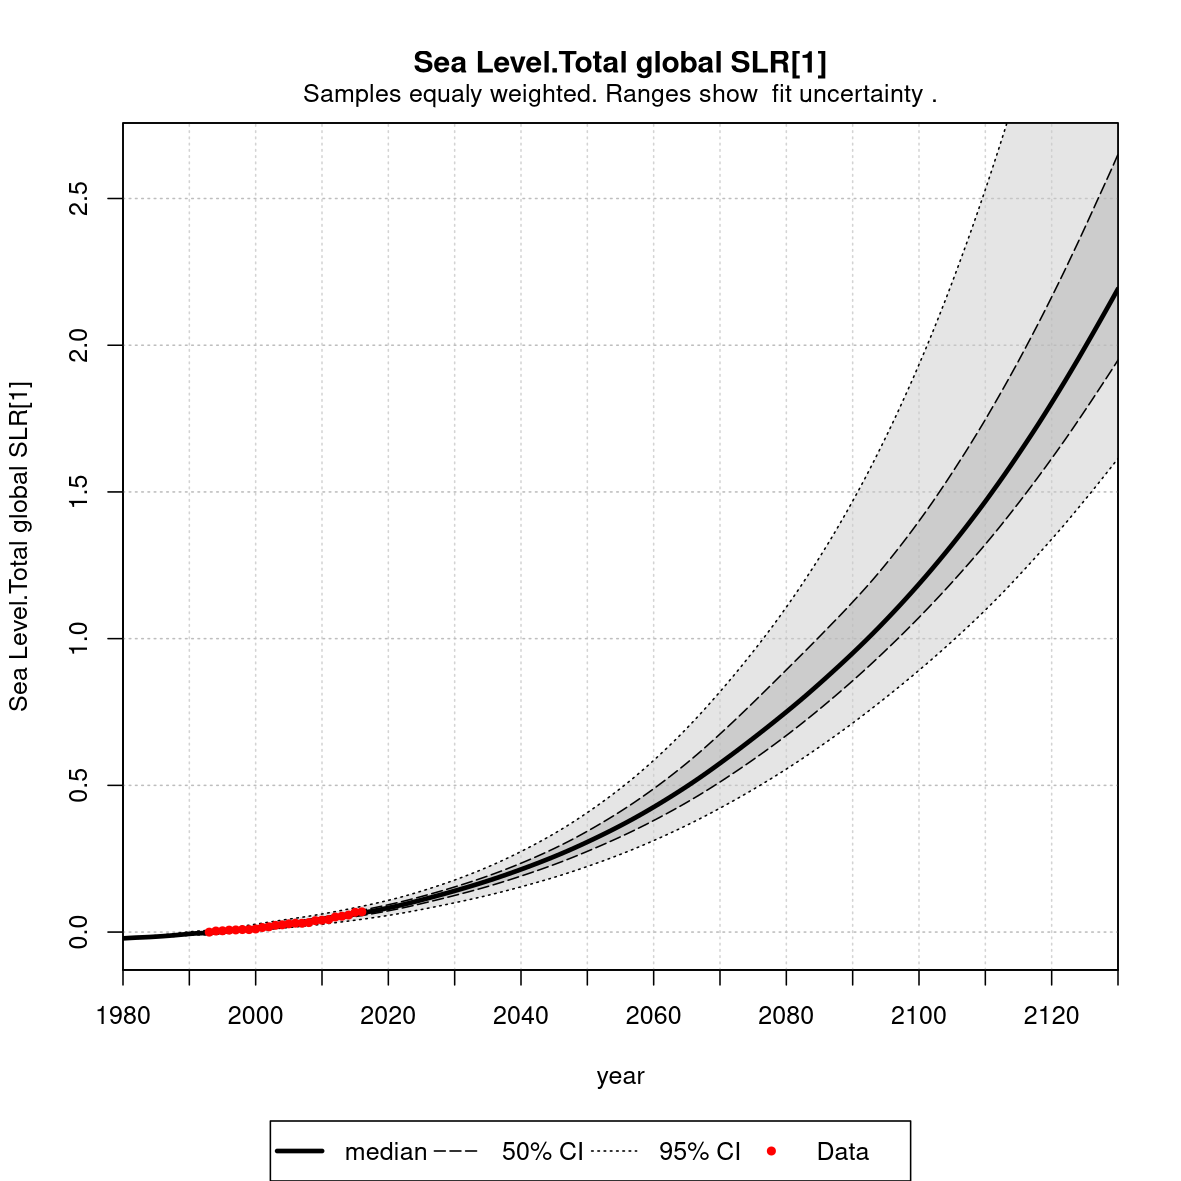 Sea Level.Total global SLR[1]
Samples equaly weighted. Ranges show  fit uncertainty .
Sea Level.Total global SLR[1]
2.5
2.0
1.5
1.0
0.5
0.0
1980 2000 2020 2040 2060 2080 2100 2120
year
median 50% CI 95% CI Data